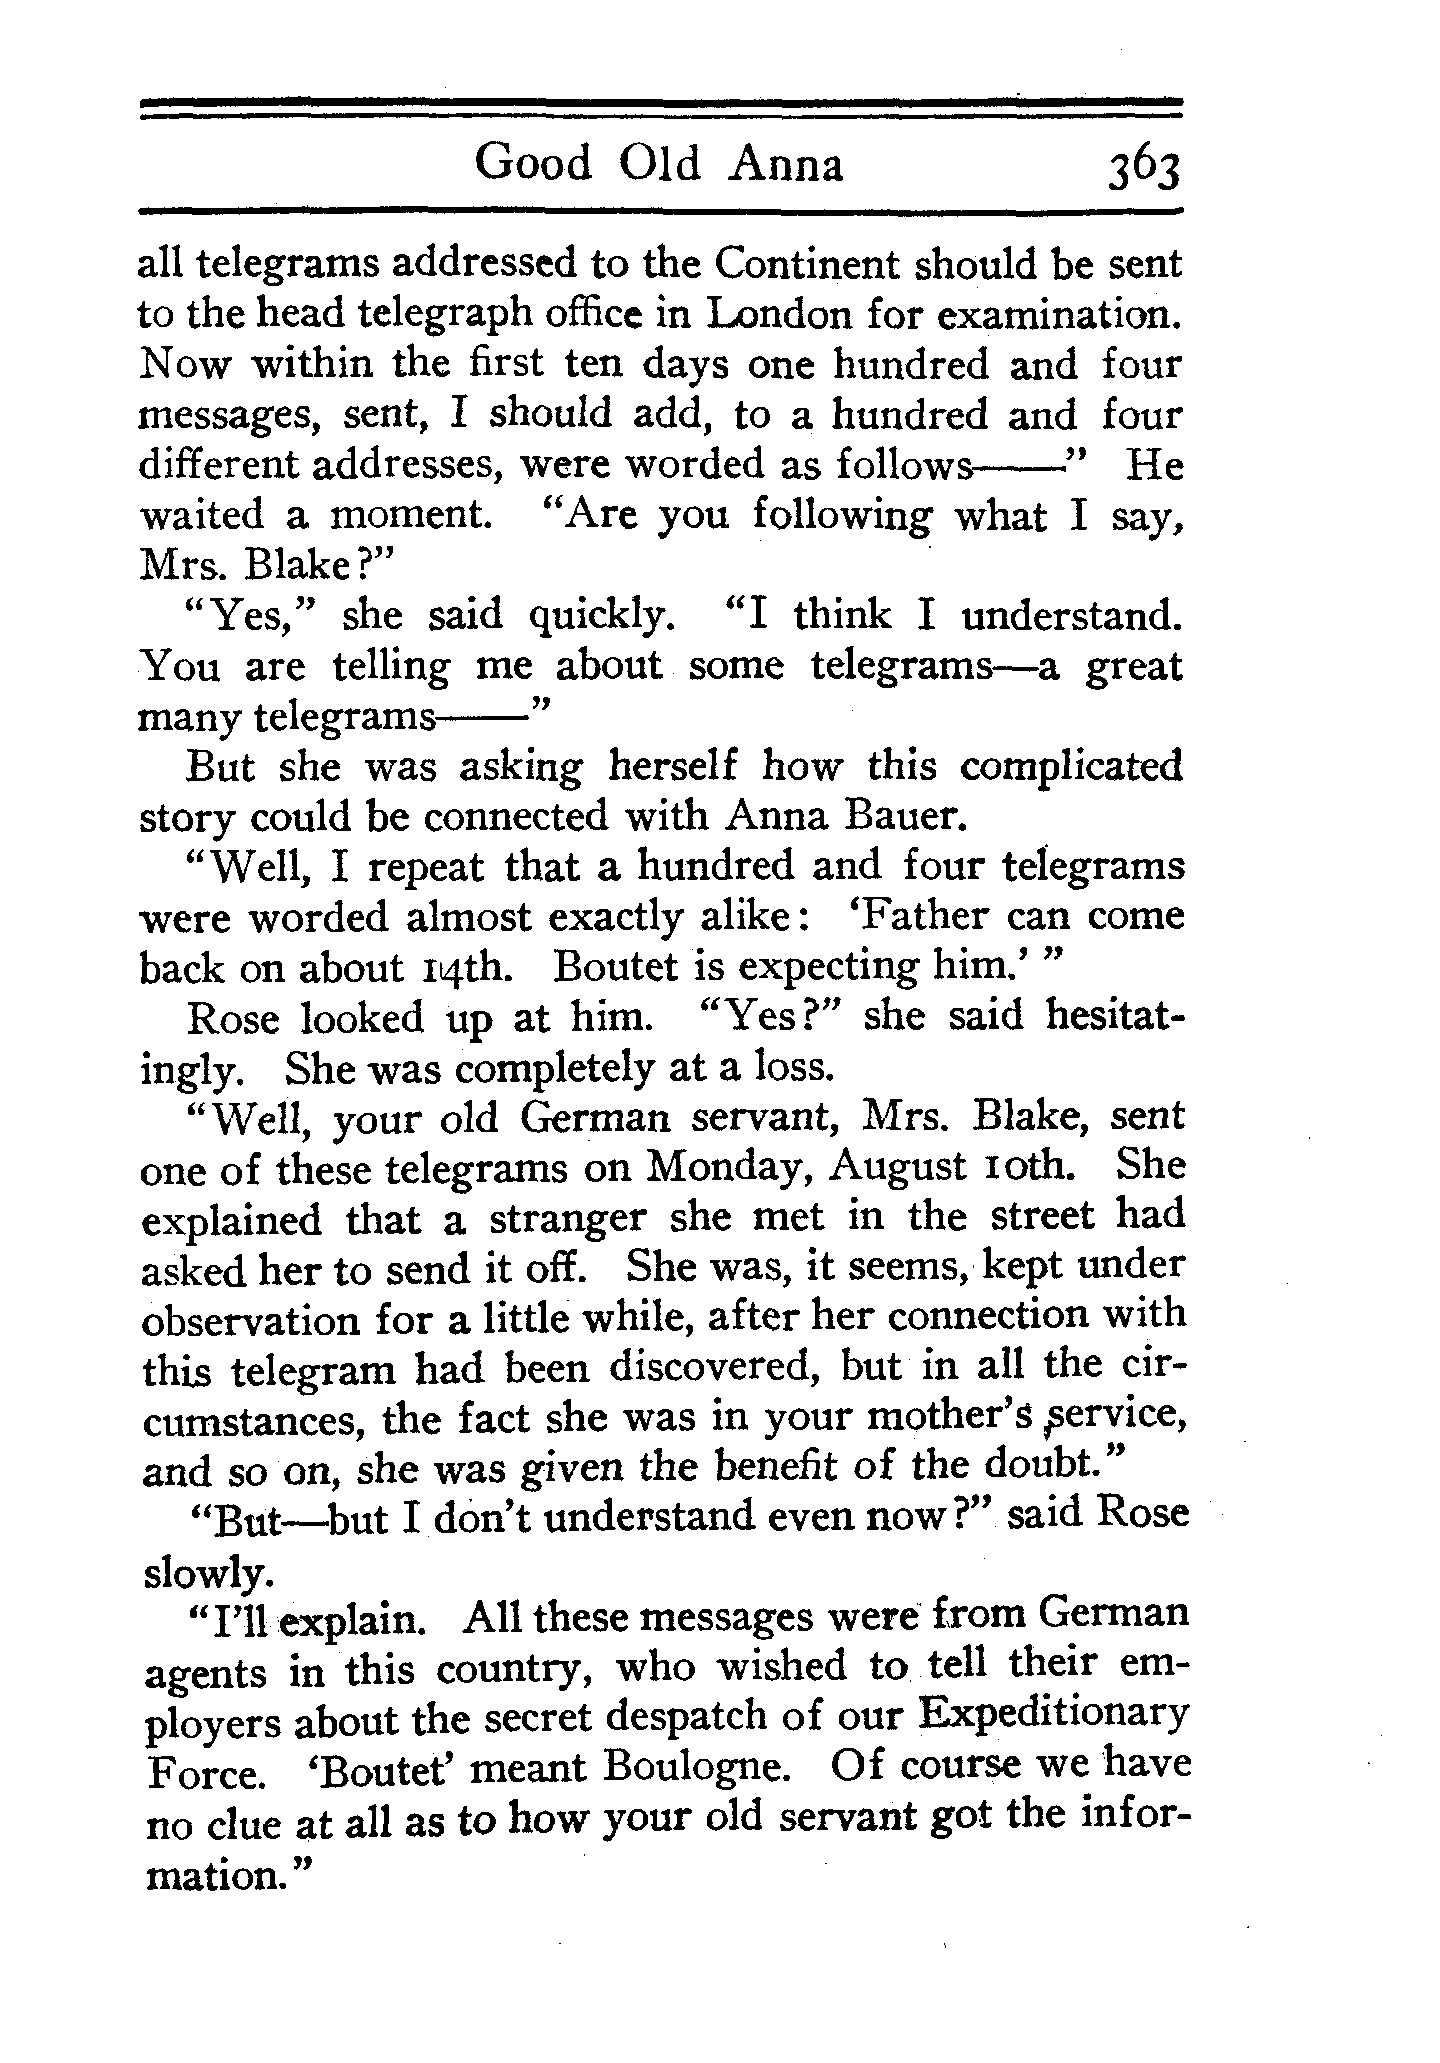 Good Old Anna 363
all telegrams addressed to the Continent should be sent
to the head telegraph office in London for examination.
Now within the first ten days one hundred and four
messages, sent, I should add, to a hundred and four
different addresses, were worded as follows——” He
waited a moment. “Are you following what I say,
Mrs. Blake?”
“Yes,” she said quickly. “I think I understand.
You are telling me about some telegrams—a great
many telegrams——”
But she was asking herself how this complicated
story could be connected with Anna Bauer.
“Well, I repeat that a hundred and four telegrams
were worded almost exactly alike: ‘Father can come
back on about 14th. Boutet is expecting him.’ ”
Rose looked up at him. “Yes?” she said hesitat-
ingly. She was completely at a loss.
“Well, your old German servant, Mrs. Blake, sent
one of these telegrams on Monday, August 10th. She
explained that a stranger she met in the street had
asked her to send it off. She was, it seems, kept under
observation for a little while, after her connection with
this telegram had been discovered, but in all the cir-
cumstances, the fact she was in your mother’s service,
and so on, she was given the benefit of the doubt.”
“But—but I don’t understand even now?” said Rose
slowly.
“I’ll explain. All these messages were from German
agents in this country, who wished to tell their em-
ployers about the secret despatch of our Expeditionary
Force. ‘Boutet’ meant Boulogne. Of course we have
no clue at all as to how your old servant got the infor-
mation.”